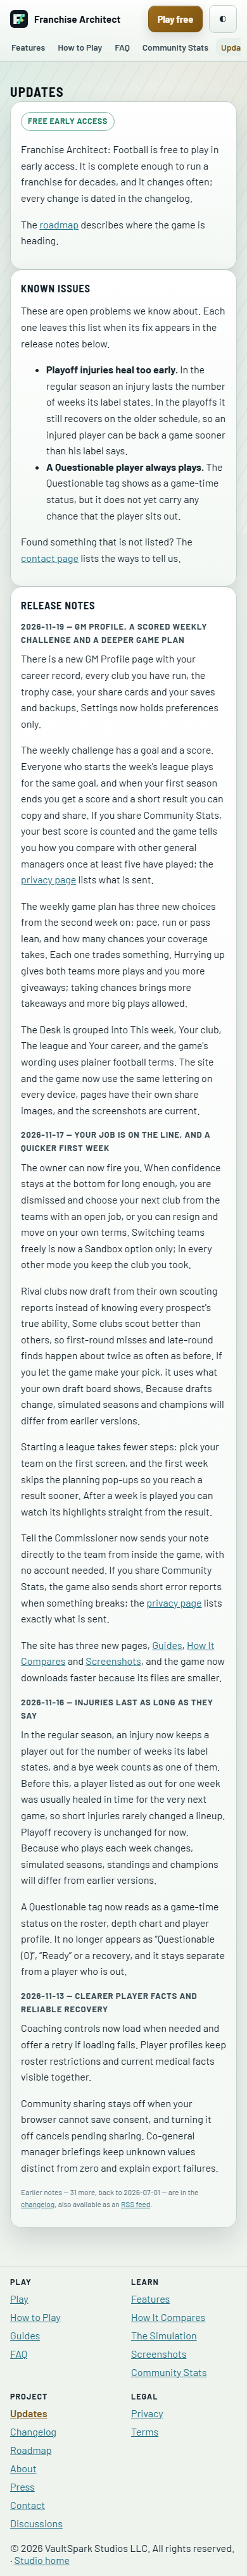 Franchise Architect
Play free
Features
How to Play
FAQ
Community Stats
Upda
UPDATES
FREE EARLY ACCESS
Franchise Architect: Football is free to play in
early access. It is complete enough to run a
franchise for decades, and it changes often;
every change is dated in the changelog.
The roadmap describes where the game is
heading.
KNOWN ISSUES
These are open problems we know about. Each
one leaves this list when its fix appears in the
release notes below.
• Playoff injuries heal too early. In the
regular season an injury lasts the number
of weeks its label states. In the playoffs it
still recovers on the older schedule, so an
injured player can be back a game sooner
than his label says.
• A Questionable player always plays. The
Questionable tag shows as a game-time
status, but it does not yet carry any
chance that the player sits out.
Found something that is not listed? The
contact page lists the ways to tell us.
RELEASE NOTES
2026-11-19 — GM PROFILE, A SCORED WEEKLY
CHALLENGE AND A DEEPER GAME PLAN
There is a new GM Profile page with your
career record, every club you have run, the
trophy case, your share cards and your saves
and backups. Settings now holds preferences
only.
The weekly challenge has a goal and a score.
Everyone who starts the week's league plays
for the same goal, and when your first season
ends you get a score and a short result you can
copy and share. If you share Community Stats,
your best score is counted and the game tells
you how you compare with other general
managers once at least five have played; the
privacy page lists what is sent.
The weekly game plan has three new choices
from the second week on: pace, run or pass
lean, and how many chances your coverage
takes. Each one trades something. Hurrying up
gives both teams more plays and you more
giveaways; taking chances brings more
takeaways and more big plays allowed.
The Desk is grouped into This week, Your club,
The league and Your career, and the game's
wording uses plainer football terms. The site
and the game now use the same lettering on
every device, pages have their own share
images, and the screenshots are current.
2026-11-17 — YOUR JOB IS ON THE LINE, AND A
QUICKER FIRST WEEK
The owner can now fire you. When confidence
stays at the bottom for long enough, you are
dismissed and choose your next club from the
teams with an open job, or you can resign and
move on your own terms. Switching teams
freely is now a Sandbox option only; in every
other mode you keep the club you took.
Rival clubs now draft from their own scouting
reports instead of knowing every prospect's
true ability. Some clubs scout better than
others, so first-round misses and late-round
finds happen about twice as often as before. If
you let the game make your pick, it uses what
your own draft board shows. Because drafts
change, simulated seasons and champions will
differ from earlier versions.
Starting a league takes fewer steps: pick your
team on the first screen, and the first week
skips the planning pop-ups so you reach a
result sooner. After a week is played you can
watch its highlights straight from the result.
Tell the Commissioner now sends your note
directly to the team from inside the game, with
no account needed. If you share Community
Stats, the game also sends short error reports
when something breaks; the privacy page lists
exactly what is sent.
The site has three new pages, Guides, How It
Compares and Screenshots, and the game now
downloads faster because its files are smaller.
2026-11-16 — INJURIES LAST AS LONG AS THEY
SAY
In the regular season, an injury now keeps a
player out for the number of weeks its label
states, and a bye week counts as one of them.
Before this, a player listed as out for one week
was usually healed in time for the very next
game, so short injuries rarely changed a lineup.
Playoff recovery is unchanged for now.
Because who plays each week changes,
simulated seasons, standings and champions
will differ from earlier versions.
A Questionable tag now reads as a game-time
status on the roster, depth chart and player
profile. It no longer appears as “Questionable
(0)”, “Ready” or a recovery, and it stays separate
from a player who is out.
2026-11-13 — CLEARER PLAYER FACTS AND
RELIABLE RECOVERY
Coaching controls now load when needed and
offer a retry if loading fails. Player profiles keep
roster restrictions and current medical facts
visible together.
Community sharing stays off when your
browser cannot save consent, and turning it
off cancels pending sharing. Co-general
manager briefings keep unknown values
distinct from zero and explain export failures.
Earlier notes — 31 more, back to 2026-07-01 — are in the
changelog, also available as an RSS feed.
PLAY
Play
How to Play
Guides
FAQ
LEARN
Features
How It Compares
The Simulation
Screenshots
Community Stats
PROJECT
Updates
Changelog
Roadmap
About
Press
Contact
Discussions
LEGAL
Privacy
Terms
© 2026 VaultSpark Studios LLC. All rights reserved.
· Studio home